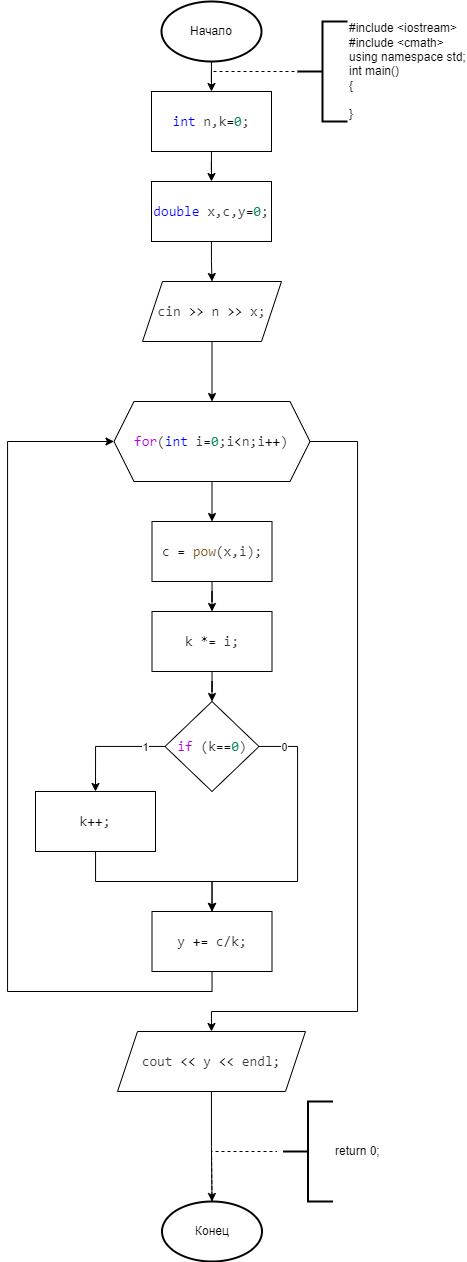 Начало
#include <iostream>
#include <cmath>
using namespace std;
int main()
{
}
int n,k=0;
double x,c,y=0;
cin >> n >> x;
for(int i=0;i<n;i++)
c = pow(x,i);
k *= i;
if (k==0)
1
0
k++;
y += c/k;
cout << y << endl;
return 0;
Конец